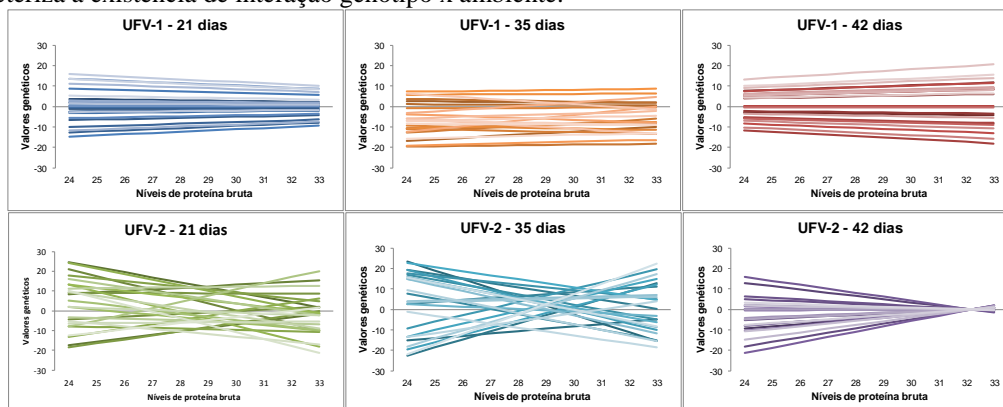 eteriza a existência de interação genótipo x ambiente.
UFV-1 - 21 dias
UFV-1 - 35 dias
UFV-1 - 42 dias
Valores genéticos
30
20
10
0
-10
-20
-30
24 25 26 27 28 29 30 31 32 33
Níveis de proteína bruta
Valores genéticos
30
20
10
0
-10
-20
-30
24 25 26 27 28 29 30 31 32 33
Níveis de proteína bruta
Valores genéticos
30
20
10
0
-10
-20
-30
24 25 26 27 28 29 30 31 32 33
Níveis de proteína bruta
UFV-2 - 21 dias
UFV-2 - 35 dias
UFV-2 - 42 dias
Valores genéticos
30
20
10
0
-10
-20
-30
24 25 26 27 28 29 30 31 32 33
Níveis de proteína bruta
Valores genéticos
30
20
10
0
-10
-20
-30
24 25 26 27 28 29 30 31 32 33
Níveis de proteína bruta
Valores genéticos
30
20
10
0
-10
-20
-30
24 25 26 27 28 29 30 31 32 33
Níveis de proteína bruta